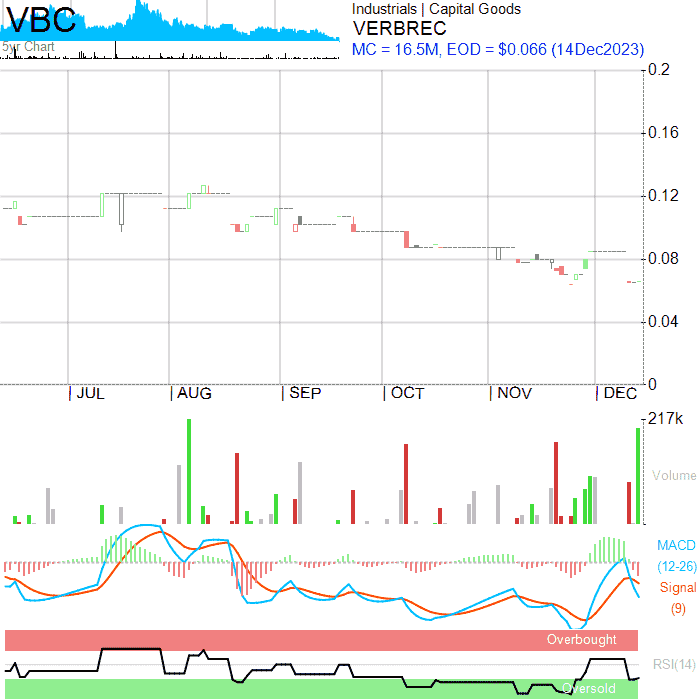 VBC
5yr Chart
Industrials | Capital Goods
VERBREC
MC = 16.5M, EOD = $0.066 (14Dec2023)
0.2
0.16
0.12
0.08
0.04
0
JUL AUG SEP OCT NOV DEC
217k
Volume
MACD
(12-26)
Signal
(9)
Overbought
RSI(14)
Oversold